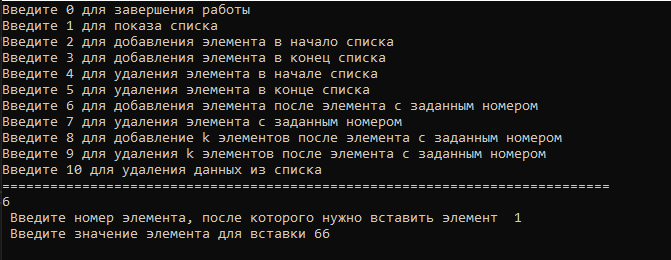 Введите 0 для завершения работы
Введите 1 для показа списка
Введите 2 для добавления элемента в начало списка
Введите 3 для добавления элемента в конец списка
Введите 4 для удаления элемента в начале списка
Введите 5 для удаления элемента в конце списка
Введите 6 для добавления элемента после элемента с заданным номером
Введите 7 для удаления элемента с заданным номером
Введите 8 для добавление k элементов после элемента с заданным номером
Введите 9 для удаления k элементов после элемента с заданным номером
Введите 10 для удаления данных из списка
============================================================================
6
Введите номер элемента, после которого нужно вставить элемент  1
Введите значение элемента для вставки 66